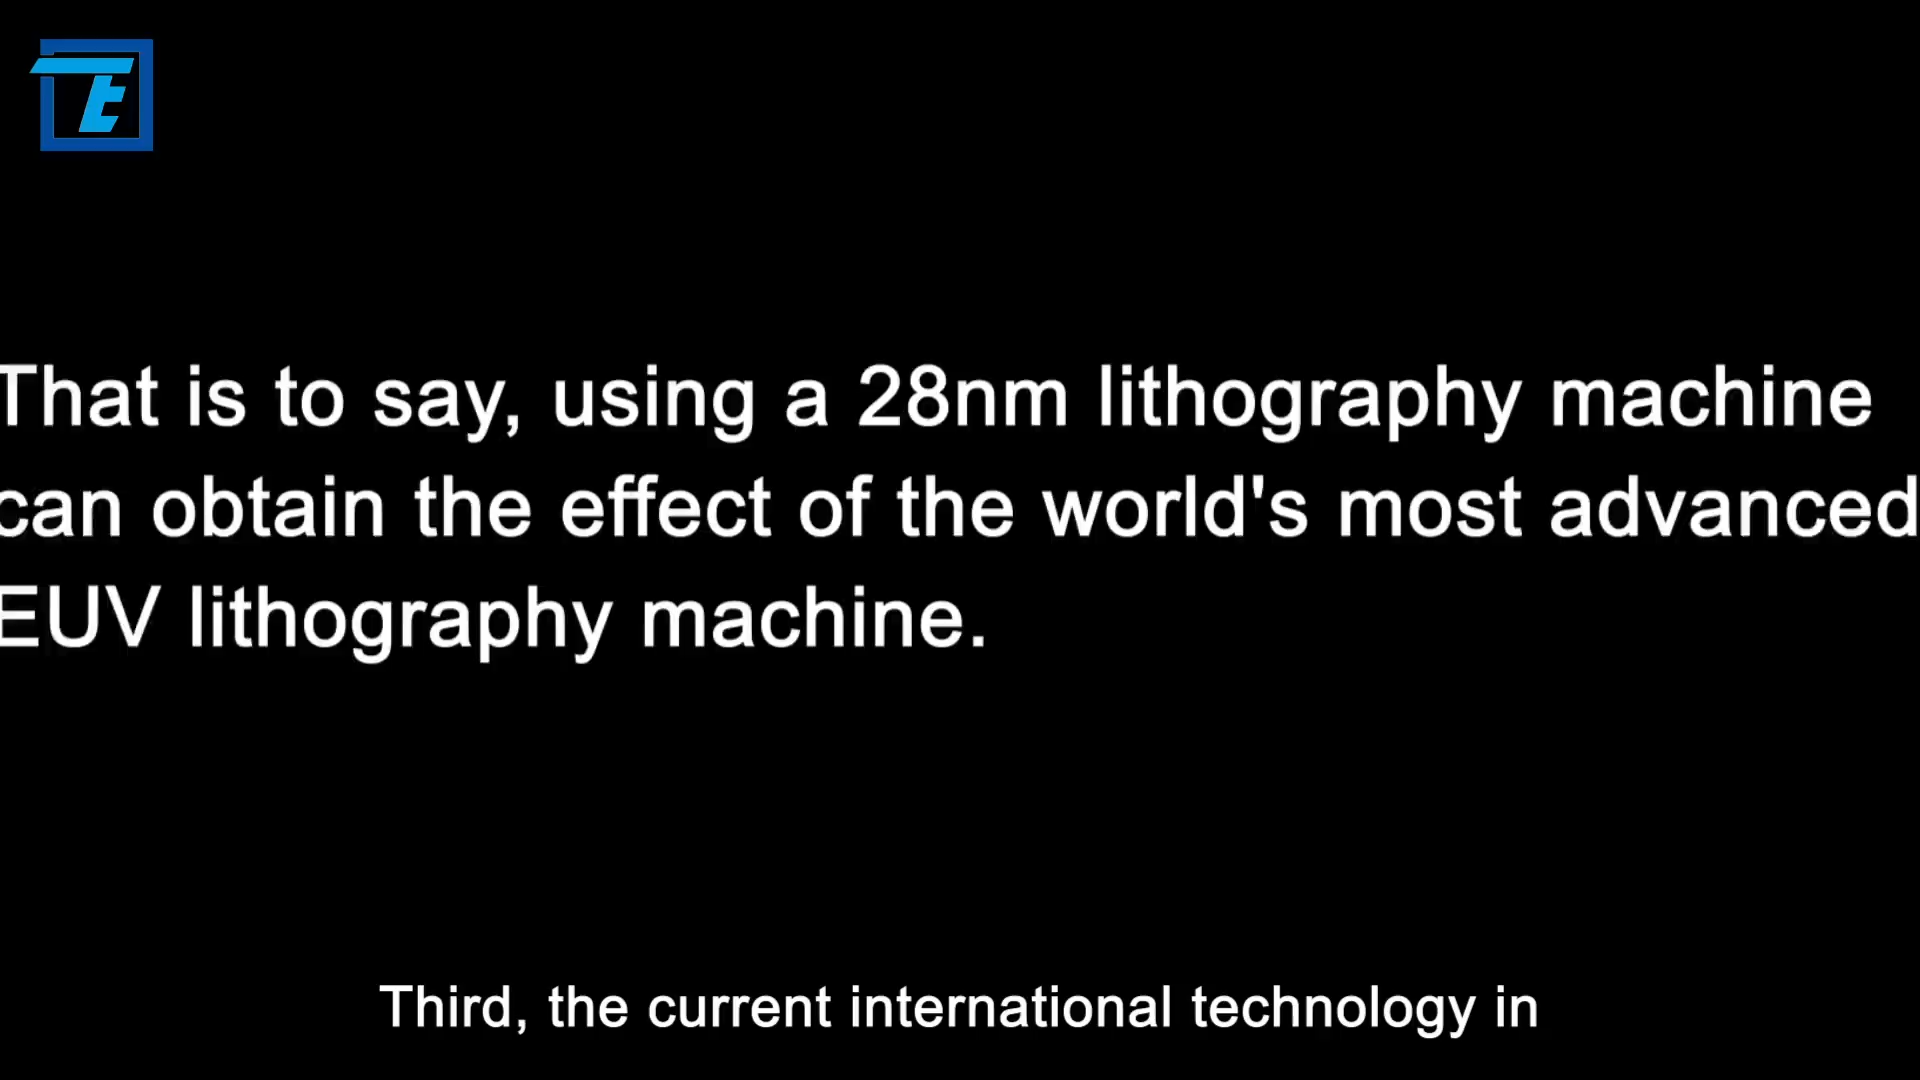 TE
That is to say, using a 28nm lithography machine
can obtain the effect of the world's most advanced
EUV lithography machine.
Third, the current international technology in